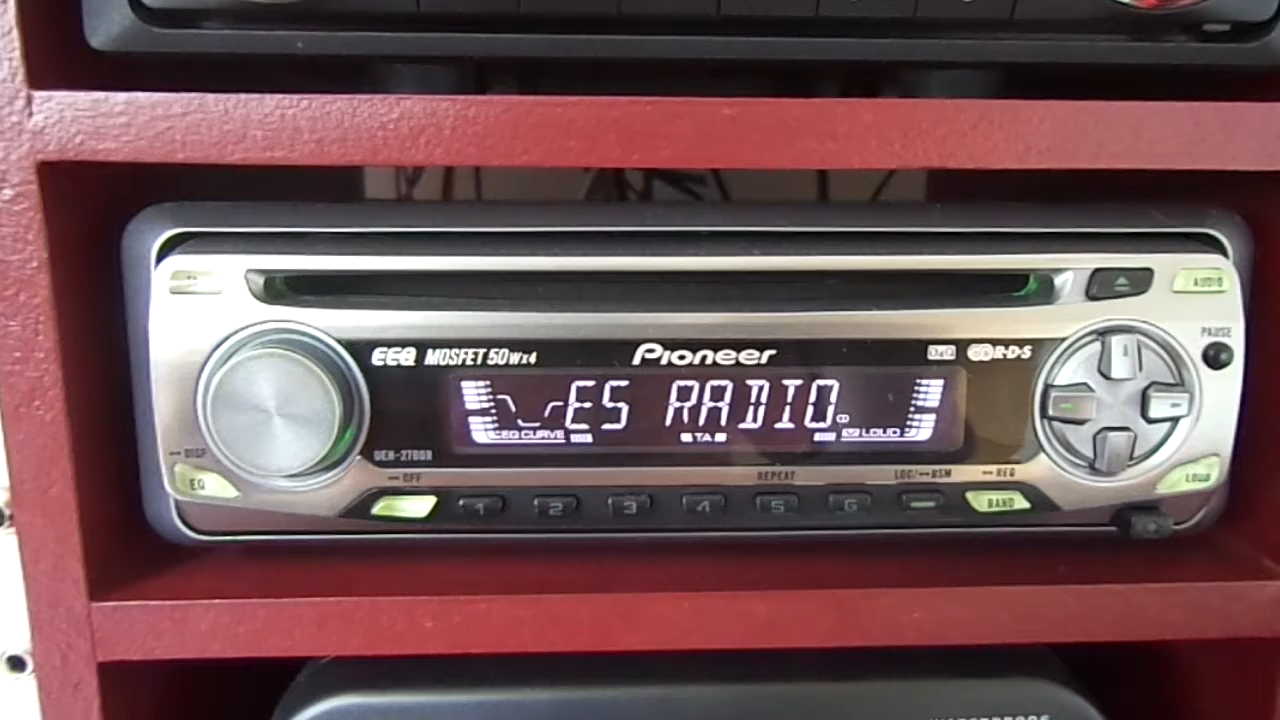 AUDIO
PAUSE
EEQ MOSFET 50Wx4 Pioneer R·D·S
ES RADIO
EQ CURVE TA LOUD
DEH-2700R
DISP OFF REPEAT LOC/ BSM REG
EQ 1 2 3 4 5 6 BAND LOUD